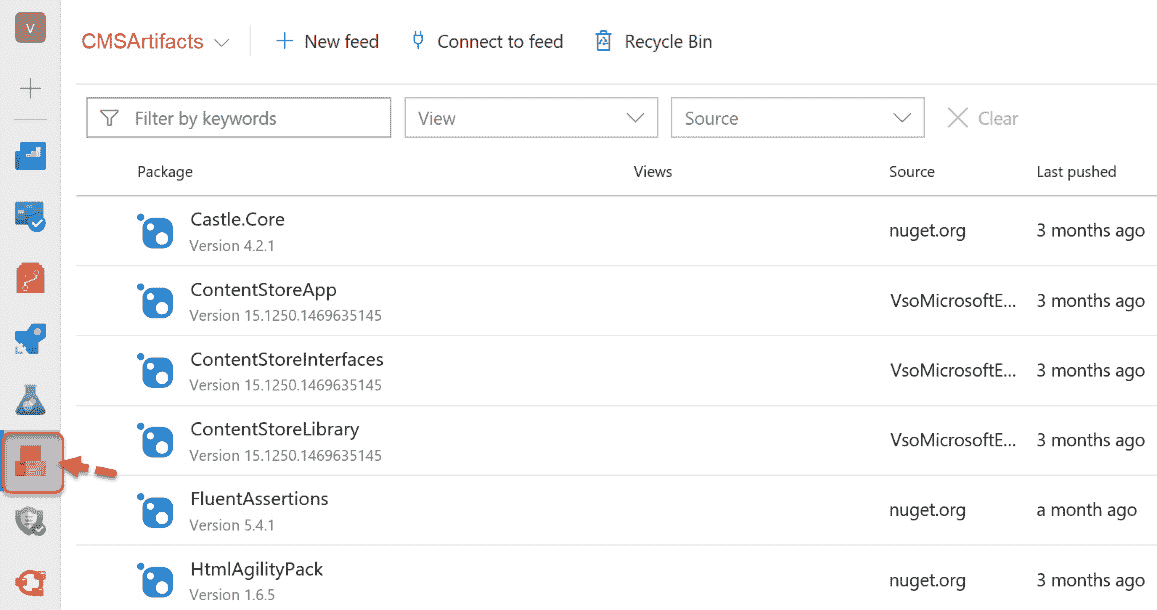 V
CMSArtifacts
New feed
Connect to feed
Recycle Bin
Filter by keywords
View
Source
Clear
Package
Views
Source
Last pushed
Castle.Core
Version 4.2.1
nuget.org
3 months ago
ContentStoreApp
Version 15.1250.1469635145
VsoMicrosoftE...
3 months ago
ContentStoreInterfaces
Version 15.1250.1469635145
VsoMicrosoftE...
3 months ago
ContentStoreLibrary
Version 15.1250.1469635145
VsoMicrosoftE...
3 months ago
FluentAssertions
Version 5.4.1
nuget.org
a month ago
HtmlAgilityPack
Version 1.6.5
nuget.org
3 months ago